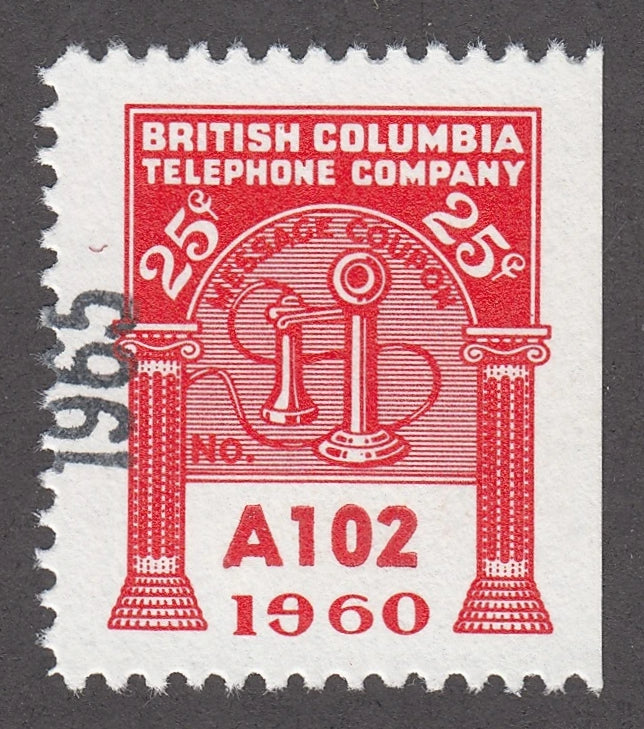 BRITISH COLUMBIA
TELEPHONE COMPANY
25¢ 25¢
MESSAGE COUPON
No.
A102
1960
1965